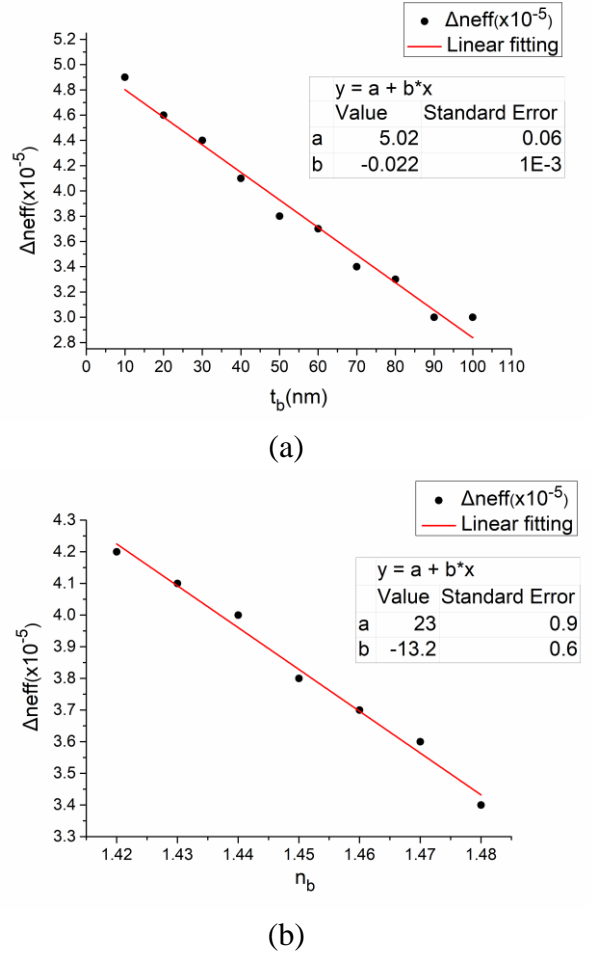 Δneff(x10-5)
Linear fitting
y = a + b*x
Value Standard Error
a 5.02 0.06
b -0.022 1E-3
5.2
5.0
4.8
4.6
4.4
4.2
4.0
3.8
3.6
3.4
3.2
3.0
2.8
Δneff(x10-5)
0 10 20 30 40 50 60 70 80 90 100 110
tb(nm)
(a)
Δneff(x10-5)
Linear fitting
y = a + b*x
Value Standard Error
a 23 0.9
b -13.2 0.6
4.3
4.2
4.1
4.0
3.9
3.8
3.7
3.6
3.5
3.4
3.3
Δneff(x10-5)
1.42 1.43 1.44 1.45 1.46 1.47 1.48
nb
(b)